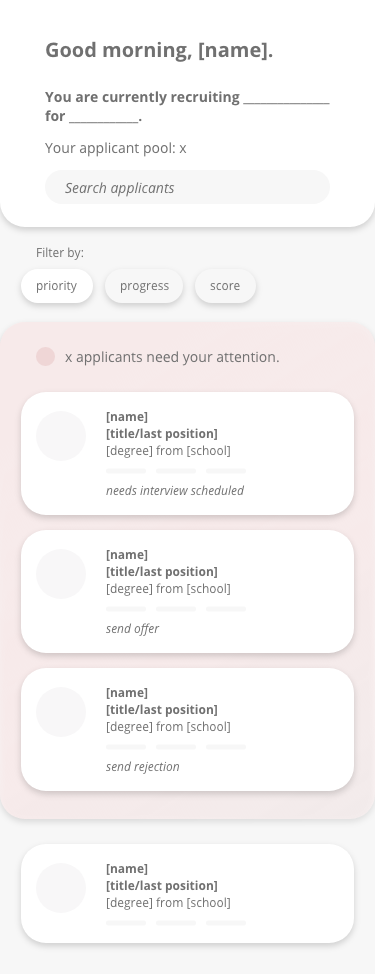 Good morning, [name].
You are currently recruiting ______________
for ___________.
Your applicant pool: x
Search applicants
Filter by:
priority progress score
x applicants need your attention.
[name]
[title/last position]
[degree] from [school]
needs interview scheduled
[name]
[title/last position]
[degree] from [school]
send offer
[name]
[title/last position]
[degree] from [school]
send rejection
[name]
[title/last position]
[degree] from [school]